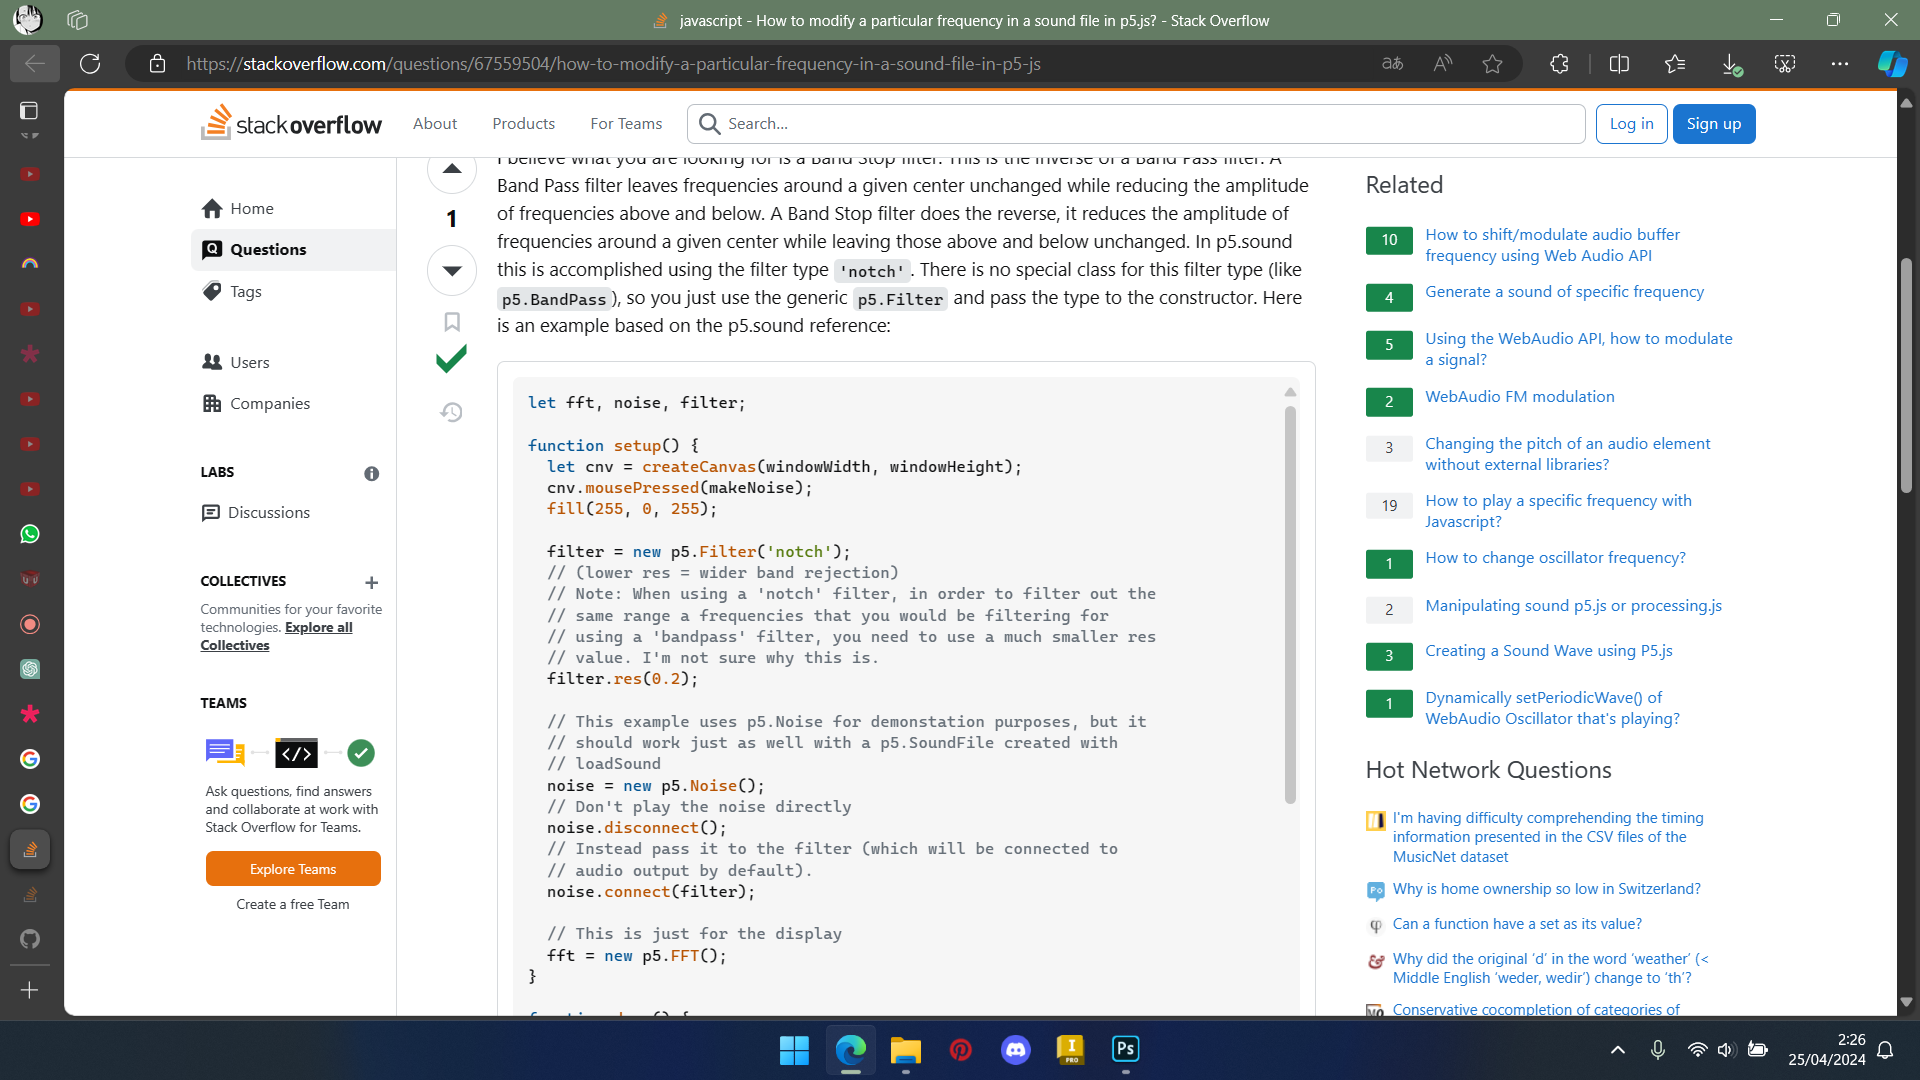 javascript - How to modify a particular frequency in a sound file in p5.js? - Stack Overflow
https://stackoverflow.com/questions/67559504/how-to-modify-a-particular-frequency-in-a-sound-file-in-p5-js
stackoverflow
About
Products
For Teams
Search...
Log in
Sign up
Home
Questions
Tags
Users
Companies
LABS
Discussions
COLLECTIVES
Communities for your favorite
technologies. Explore all
Collectives
TEAMS
Ask questions, find answers
and collaborate at work with
Stack Overflow for Teams.
Explore Teams
Create a free Team
1
I believe what you are looking for is a Band Stop filter. This is the inverse of a Band Pass filter. A
Band Pass filter leaves frequencies around a given center unchanged while reducing the amplitude
of frequencies above and below. A Band Stop filter does the reverse, it reduces the amplitude of
frequencies around a given center while leaving those above and below unchanged. In p5.sound
this is accomplished using the filter type 'notch'. There is no special class for this filter type (like
p5.BandPass), so you just use the generic p5.Filter and pass the type to the constructor. Here
is an example based on the p5.sound reference:
let fft, noise, filter;
function setup() {
let cnv = createCanvas(windowWidth, windowHeight);
cnv.mousePressed(makeNoise);
fill(255, 0, 255);
filter = new p5.Filter('notch');
// (lower res = wider band rejection)
// Note: When using a 'notch' filter, in order to filter out the
// same range a frequencies that you would be filtering for
// using a 'bandpass' filter, you need to use a much smaller res
// value. I'm not sure why this is.
filter.res(0.2);
// This example uses p5.Noise for demonstation purposes, but it
// should work just as well with a p5.SoundFile created with
// loadSound
noise = new p5.Noise();
// Don't play the noise directly
noise.disconnect();
// Instead pass it to the filter (which will be connected to
// audio output by default).
noise.connect(filter);
// This is just for the display
fft = new p5.FFT();
}
Related
10 How to shift/modulate audio buffer
frequency using Web Audio API
4 Generate a sound of specific frequency
5 Using the WebAudio API, how to modulate
a signal?
2 WebAudio FM modulation
3 Changing the pitch of an audio element
without external libraries?
19 How to play a specific frequency with
Javascript?
1 How to change oscillator frequency?
2 Manipulating sound p5.js or processing.js
3 Creating a Sound Wave using P5.js
1 Dynamically setPeriodicWave() of
WebAudio Oscillator that's playing?
Hot Network Questions
I'm having difficulty comprehending the timing
information presented in the CSV files of the
MusicNet dataset
Why is home ownership so low in Switzerland?
Can a function have a set as its value?
Why did the original ‘d’ in the word ‘weather’ (<
Middle English ‘weder, wedir’) change to ‘th’?
Conservative cocompletion of categories of
2:26
25/04/2024